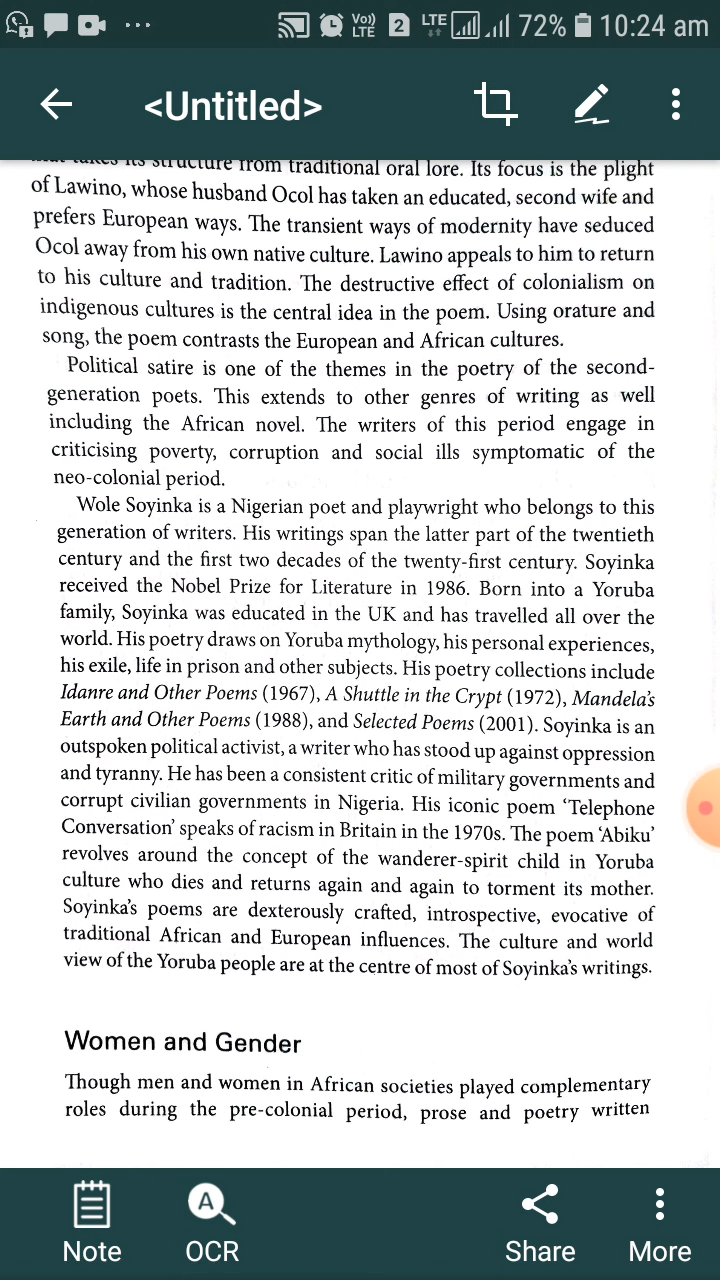 Vo)) LTE 2 LTE 72% 10:24 am
<Untitled>
takes its structure from traditional oral lore. Its focus is the plight
of Lawino, whose husband Ocol has taken an educated, second wife and
prefers European ways. The transient ways of modernity have seduced
Ocol away from his own native culture. Lawino appeals to him to return
to his culture and tradition. The destructive effect of colonialism on
indigenous cultures is the central idea in the poem. Using orature and
song, the poem contrasts the European and African cultures.
Political satire is one of the themes in the poetry of the second-
generation poets. This extends to other genres of writing as well
including the African novel. The writers of this period engage in
criticising poverty, corruption and social ills symptomatic of the
neo-colonial period.
Wole Soyinka is a Nigerian poet and playwright who belongs to this
generation of writers. His writings span the latter part of the twentieth
century and the first two decades of the twenty-first century. Soyinka
received the Nobel Prize for Literature in 1986. Born into a Yoruba
family, Soyinka was educated in the UK and has travelled all over the
world. His poetry draws on Yoruba mythology, his personal experiences,
his exile, life in prison and other subjects. His poetry collections include
Idanre and Other Poems (1967), A Shuttle in the Crypt (1972), Mandela's
Earth and Other Poems (1988), and Selected Poems (2001). Soyinka is an
outspoken political activist, a writer who has stood up against oppression
and tyranny. He has been a consistent critic of military governments and
corrupt civilian governments in Nigeria. His iconic poem 'Telephone
Conversation' speaks of racism in Britain in the 1970s. The poem 'Abiku'
revolves around the concept of the wanderer-spirit child in Yoruba
culture who dies and returns again and again to torment its mother.
Soyinka's poems are dexterously crafted, introspective, evocative of
traditional African and European influences. The culture and world
view of the Yoruba people are at the centre of most of Soyinka's writings.
Women and Gender
Though men and women in African societies played complementary
roles during the pre-colonial period, prose and poetry written
A
Note OCR Share More